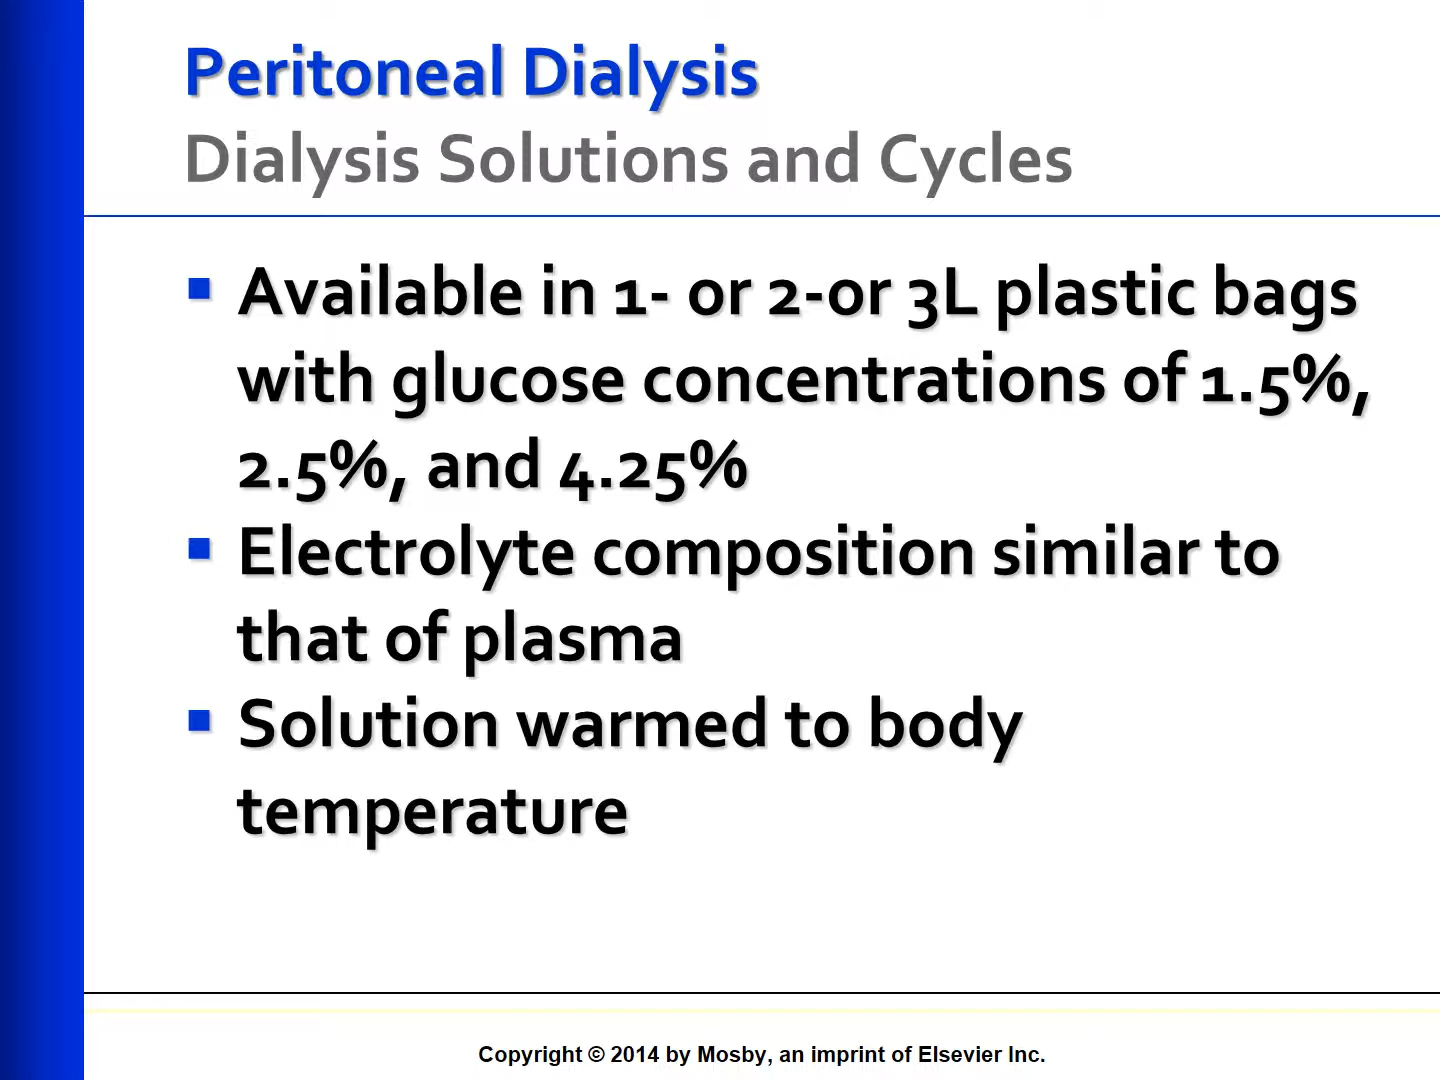 Peritoneal Dialysis
Dialysis Solutions and Cycles
▪ Available in 1- or 2-or 3L plastic bags
with glucose concentrations of 1.5%,
2.5%, and 4.25%
▪ Electrolyte composition similar to
that of plasma
▪ Solution warmed to body
temperature
Copyright © 2014 by Mosby, an imprint of Elsevier Inc.